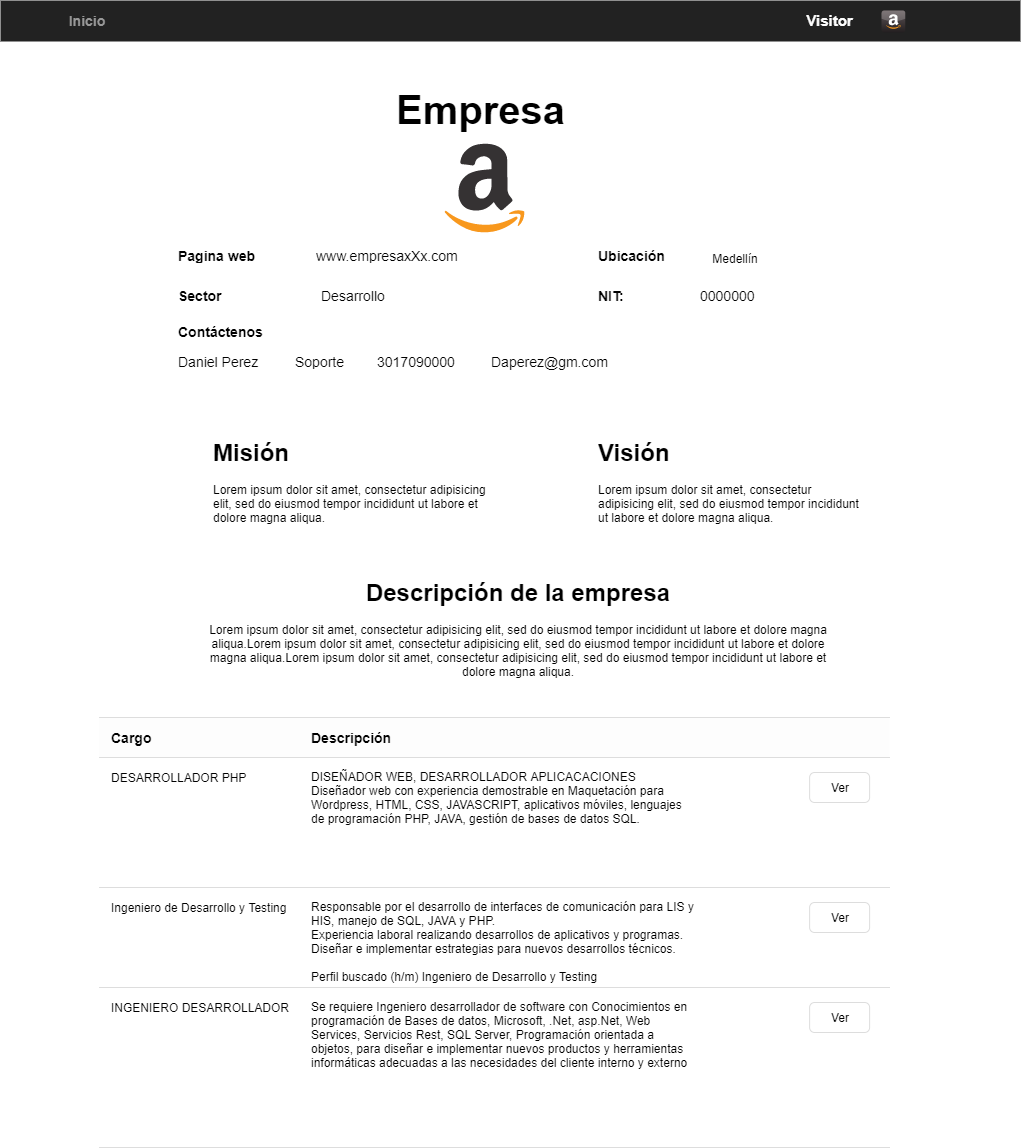 Inicio
Visitor
a
Empresa
a
Pagina web www.empresaxXx.com Ubicación Medellín
Sector Desarrollo NIT: 0000000
Contáctenos
Daniel Perez Soporte 3017090000 Daperez@gm.com
Misión
Lorem ipsum dolor sit amet, consectetur adipisicing
elit, sed do eiusmod tempor incididunt ut labore et
dolore magna aliqua.
Visión
Lorem ipsum dolor sit amet, consectetur
adipisicing elit, sed do eiusmod tempor incididunt
ut labore et dolore magna aliqua.
Descripción de la empresa
Lorem ipsum dolor sit amet, consectetur adipisicing elit, sed do eiusmod tempor incididunt ut labore et dolore magna
aliqua.Lorem ipsum dolor sit amet, consectetur adipisicing elit, sed do eiusmod tempor incididunt ut labore et dolore
magna aliqua.Lorem ipsum dolor sit amet, consectetur adipisicing elit, sed do eiusmod tempor incididunt ut labore et
dolore magna aliqua.
Cargo Descripción
DESARROLLADOR PHP
DISEÑADOR WEB, DESARROLLADOR APLICACACIONES
Diseñador web con experiencia demostrable en Maquetación para
Wordpress, HTML, CSS, JAVASCRIPT, aplicativos móviles, lenguajes
de programación PHP, JAVA, gestión de bases de datos SQL.
Ver
Ingeniero de Desarrollo y Testing
Responsable por el desarrollo de interfaces de comunicación para LIS y
HIS, manejo de SQL, JAVA y PHP.
Experiencia laboral realizando desarrollos de aplicativos y programas.
Diseñar e implementar estrategias para nuevos desarrollos técnicos.
Perfil buscado (h/m) Ingeniero de Desarrollo y Testing
Ver
INGENIERO DESARROLLADOR
Se requiere Ingeniero desarrollador de software con Conocimientos en
programación de Bases de datos, Microsoft, .Net, asp.Net, Web
Services, Servicios Rest, SQL Server, Programación orientada a
objetos, para diseñar e implementar nuevos productos y herramientas
informáticas adecuadas a las necesidades del cliente interno y externo
Ver